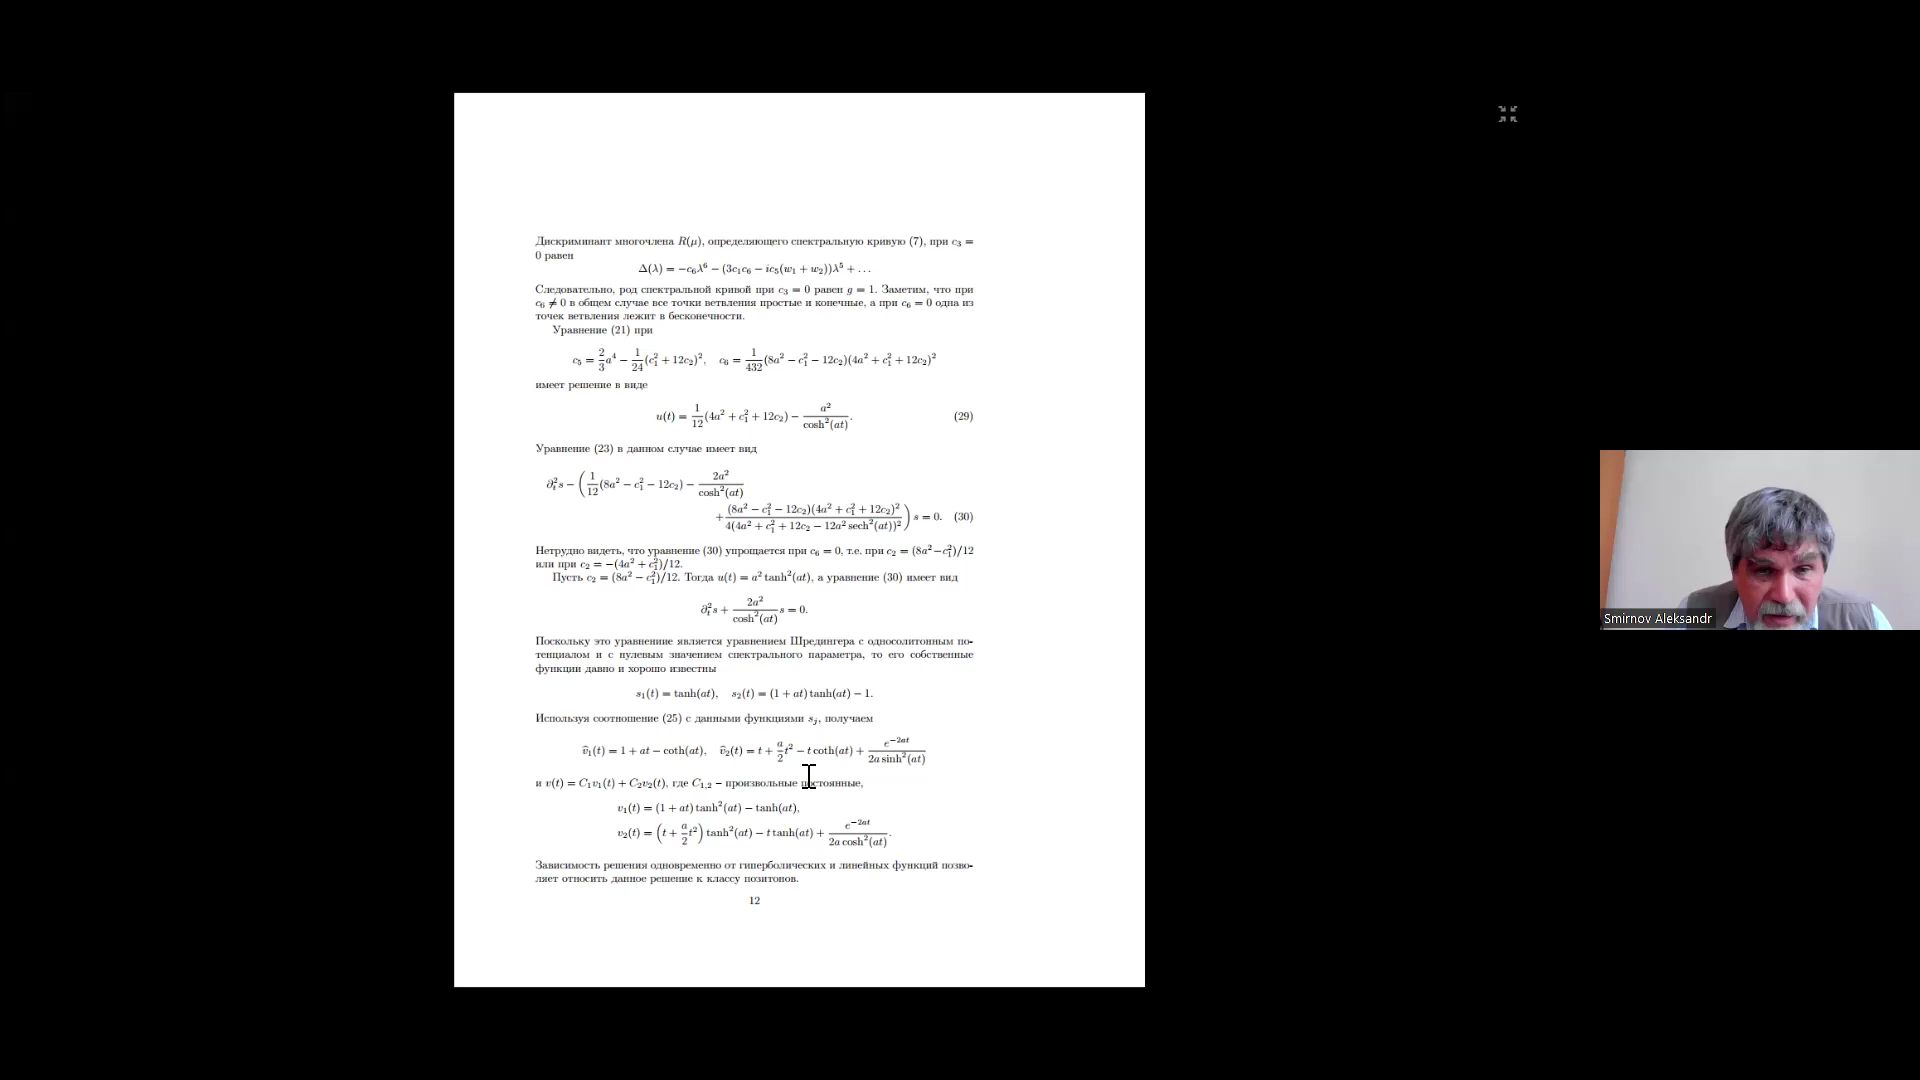 Дискриминант многочлена R(μ), определяющего спектральную кривую (7), при c₃ =
0 равен
Δ(λ) = −c₆λ⁶ − (3c₁c₆ − ic₅(w₁ + w₂))λ⁵ + …
Следовательно, род спектральной кривой при c₃ = 0 равен g = 1. Заметим, что при
c₆ ≠ 0 в общем случае все точки ветвления простые и конечные, а при c₆ = 0 одна из
точек ветвления лежит в бесконечности.
Уравнение (21) при
c₅ = 2/3 a⁴ − 1/24 (c₁² + 12c₂)², c₆ = 1/432 (8a² − c₁² − 12c₂)(4a² + c₁² + 12c₂)²
имеет решение в виде
u(t) = 1/12 (4a² + c₁² + 12c₂) − a²/cosh²(at). (29)
Уравнение (23) в данном случае имеет вид
∂ₜ²s − (1/12 (8a² − c₁² − 12c₂) − 2a²/cosh²(at)
+ (8a² − c₁² − 12c₂)(4a² + c₁² + 12c₂)²/4(4a² + c₁² + 12c₂ − 12a² sech²(at))²) s = 0. (30)
Нетрудно видеть, что уравнение (30) упрощается при c₆ = 0, т.е. при c₂ = (8a² − c₁²)/12
или при c₂ = −(4a² + c₁²)/12.
Пусть c₂ = (8a² − c₁²)/12. Тогда u(t) = a² tanh²(at), а уравнение (30) имеет вид
∂ₜ²s + 2a²/cosh²(at) s = 0.
Поскольку это уравнениие является уравнением Шредингера с односолитонным по-
тенциалом и с нулевым значением спектрального параметра, то его собственные
функции давно и хорошо известны
s₁(t) = tanh(at), s₂(t) = (1 + at) tanh(at) − 1.
Используя соотношение (25) с данными функциями sⱼ, получаем
v̂₁(t) = 1 + at − coth(at), v̂₂(t) = t + a/2 t² − t coth(at) + e⁻²ᵃᵗ/2a sinh²(at)
и v(t) = C₁v₁(t) + C₂v₂(t), где C₁,₂ − произвольные постоянные,
v₁(t) = (1 + at) tanh²(at) − tanh(at),
v₂(t) = (t + a/2 t²) tanh²(at) − t tanh(at) + e⁻²ᵃᵗ/2a cosh²(at).
Зависимость решения одновременно от гиперболических и линейных функций позво-
ляет относить данное решение к классу позитонов.
12
Smirnov Aleksandr